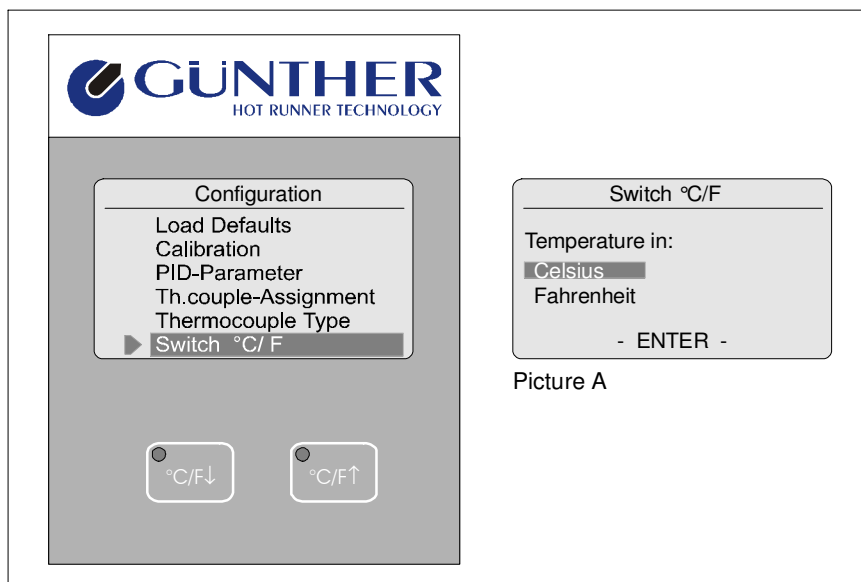 GÜNTHER
HOT RUNNER TECHNOLOGY
Configuration
Load Defaults
Calibration
PID-Parameter
Th.couple-Assignment
Thermocouple Type
Switch °C/ F
°C/F↓
°C/F↑
Switch °C/F
Temperature in:
Celsius
Fahrenheit
- ENTER -
Picture A